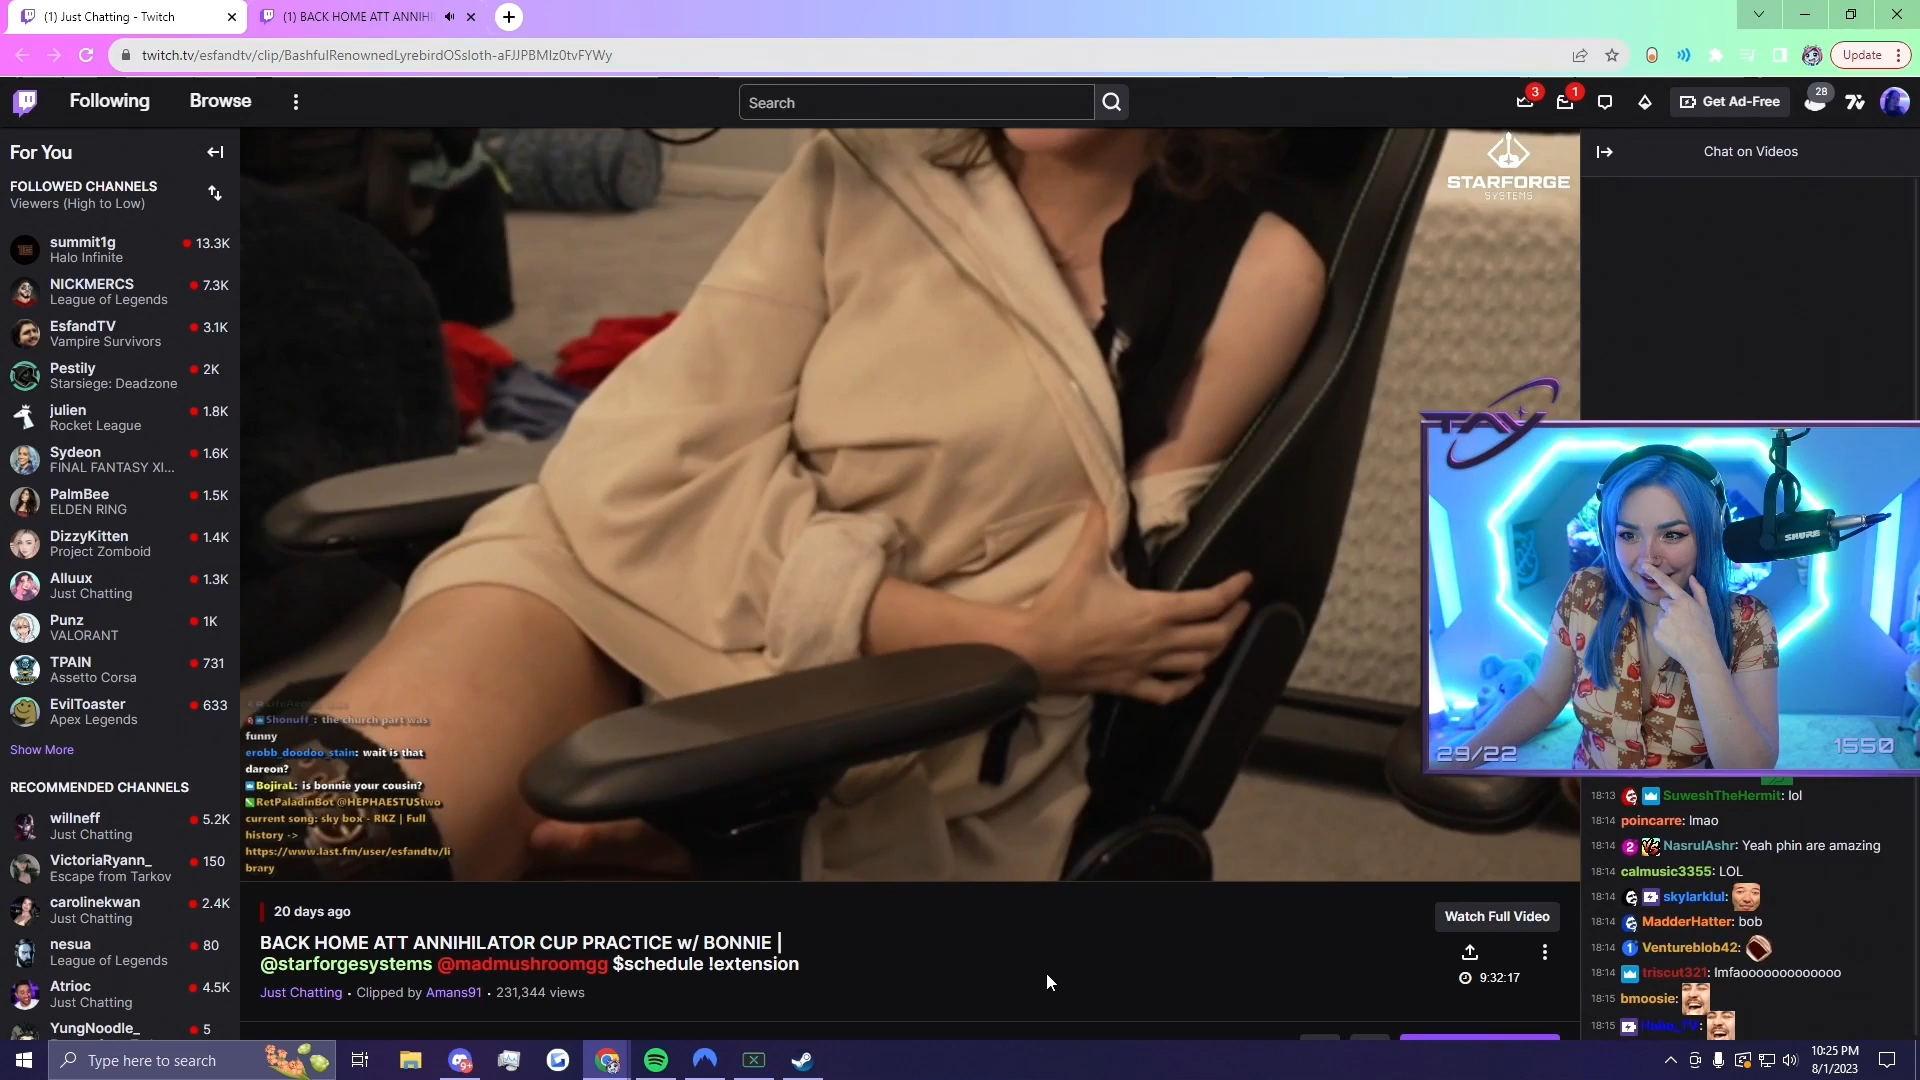 (1) Just Chatting - Twitch
(1) BACK HOME ATT ANNIHI
twitch.tv/esfandtv/clip/BashfulRenownedLyrebirdOSsloth-aFJJPBMIz0tvFYWy
Update
Following
Browse
Search
3
1
Get Ad-Free
28
For You
FOLLOWED CHANNELS
Viewers (High to Low)
summit1g
13.3K
Halo Infinite
NICKMERCS
7.3K
League of Legends
EsfandTV
3.1K
Vampire Survivors
Pestily
2K
Starsiege: Deadzone
julien
1.8K
Rocket League
Sydeon
1.6K
FINAL FANTASY XI...
PalmBee
1.5K
ELDEN RING
DizzyKitten
1.4K
Project Zomboid
Alluux
1.3K
Just Chatting
Punz
1K
VALORANT
TPAIN
731
Assetto Corsa
EvilToaster
633
Apex Legends
Show More
RECOMMENDED CHANNELS
willneff
5.2K
Just Chatting
VictoriaRyann_
150
Escape from Tarkov
carolinekwan
2.4K
Just Chatting
nesua
80
League of Legends
Atrioc
4.5K
Just Chatting
YungNoodle_
5
STARFORGE
SYSTEMS
Shonuff : the church part was
funny
erobb_doodoo_stain: wait is that
dareon?
BojiraL: is bonnie your cousin?
RetPaladinBot @HEPHAESTUStwo
current song: sky box - RKZ | Full
history ->
https://www.last.fm/user/esfandtv/li
brary
20 days ago
BACK HOME ATT ANNIHILATOR CUP PRACTICE w/ BONNIE |
@starforgesystems @madmushroomgg $schedule !extension
Just Chatting • Clipped by Amans91 • 231,344 views
Watch Full Video
9:32:17
Chat on Videos
TAY
SHURE
29/22
1550
18:13 SuweshTheHermit: lol
poincarre: lmao
18:14
18:14 2 NasrulAshr: Yeah phin are amazing
18:14 calmusic3355: LOL
18:14 skylarklul:
18:14 MadderHatter: bob
18:14 1 Ventureblob42:
18:14 triscut321: lmfaooooooooooooo
18:15 bmoosie:
18:15
Type here to search
9+
10:25 PM
8/1/2023